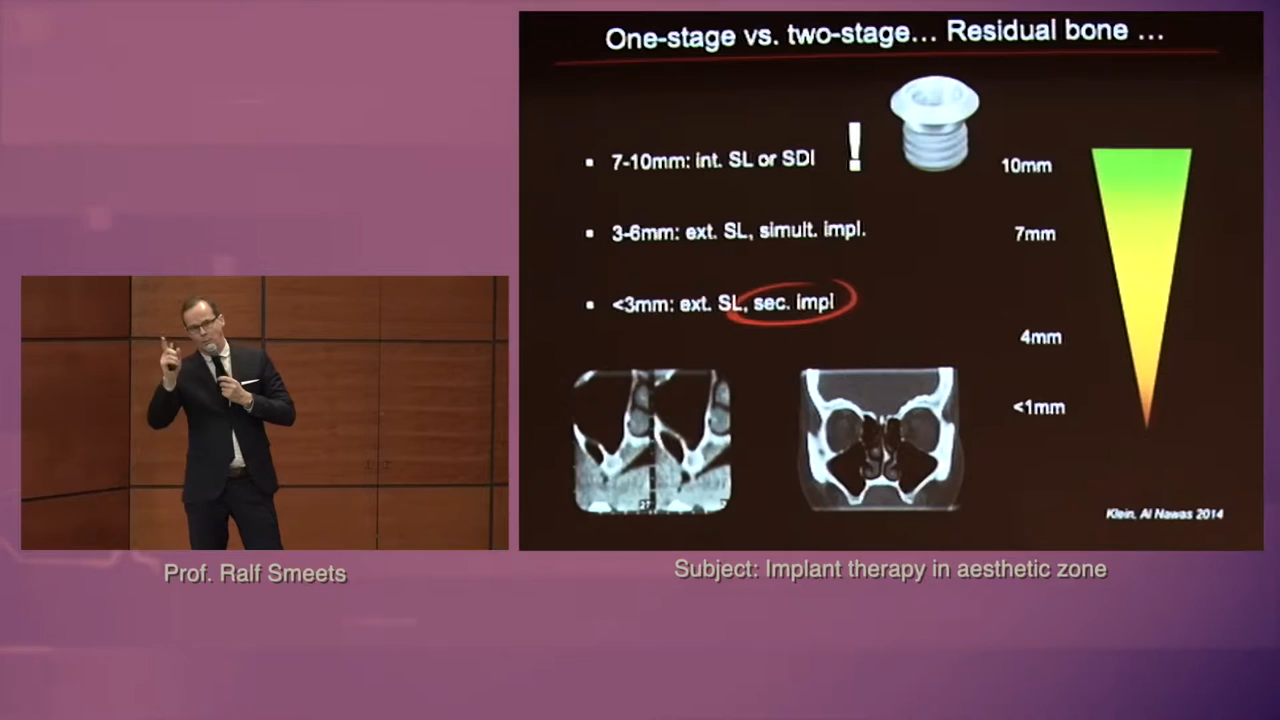 One-stage vs. two-stage… Residual bone …
▪ 7-10mm: int. SL or SDI !
▪ 3-6mm: ext. SL, simult. impl.
▪ <3mm: ext. SL, sec. impl
10mm
7mm
4mm
<1mm
27
Klein, Al Nawas 2014
Prof. Ralf Smeets
Subject: Implant therapy in aesthetic zone